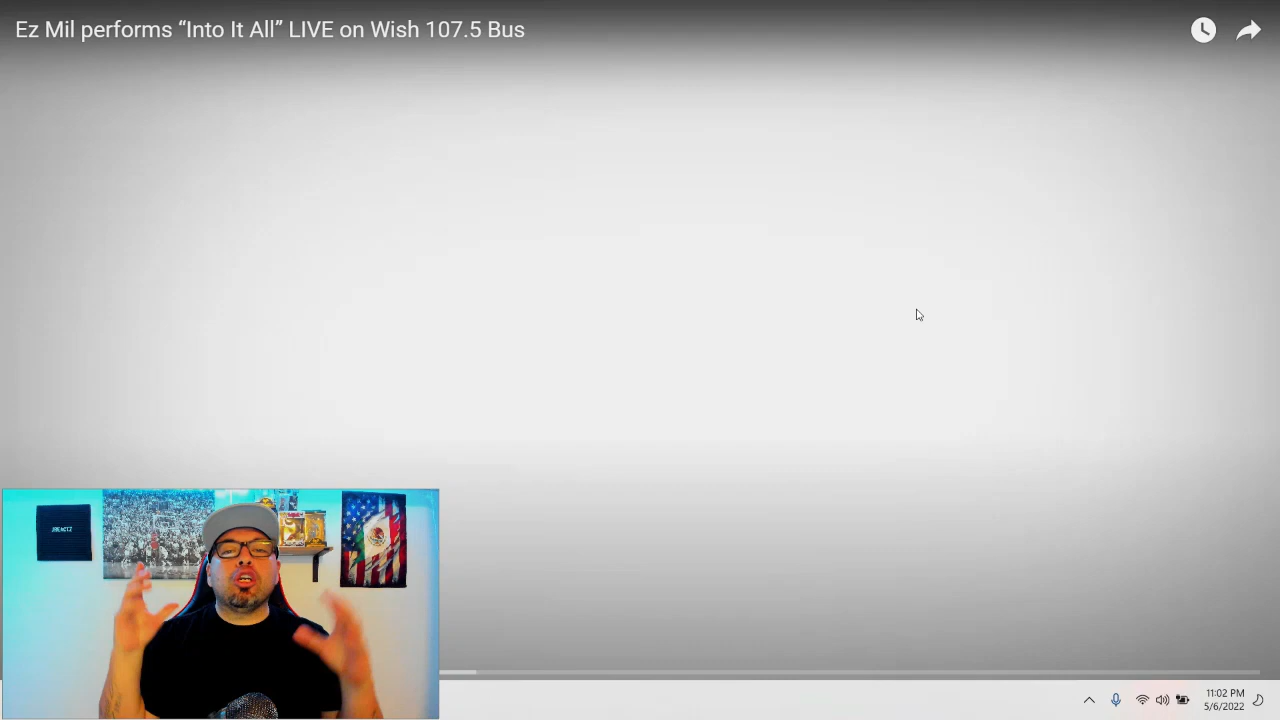 Ez Mil performs “Into It All” LIVE on Wish 107.5 Bus
11:02 PM
5/6/2022